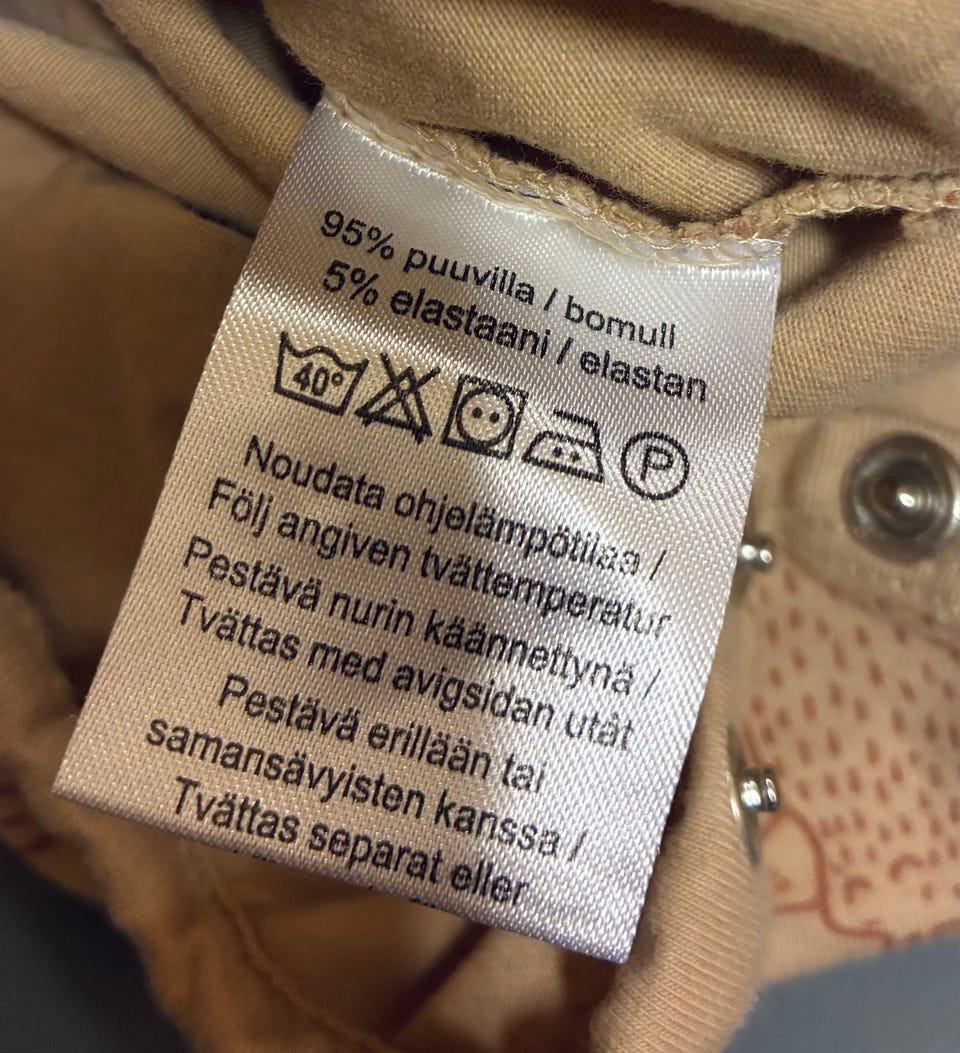 95% puuvilla / bomull
5% elastaani / elastan
40° P
Noudata ohjelämpötilaa /
Följ angiven tvättemperatur
Pestävä nurin käännettynä /
Tvättas med avigsidan utåt
Pestävä erillään tai
samansävyisten kanssa /
Tvättas separat eller